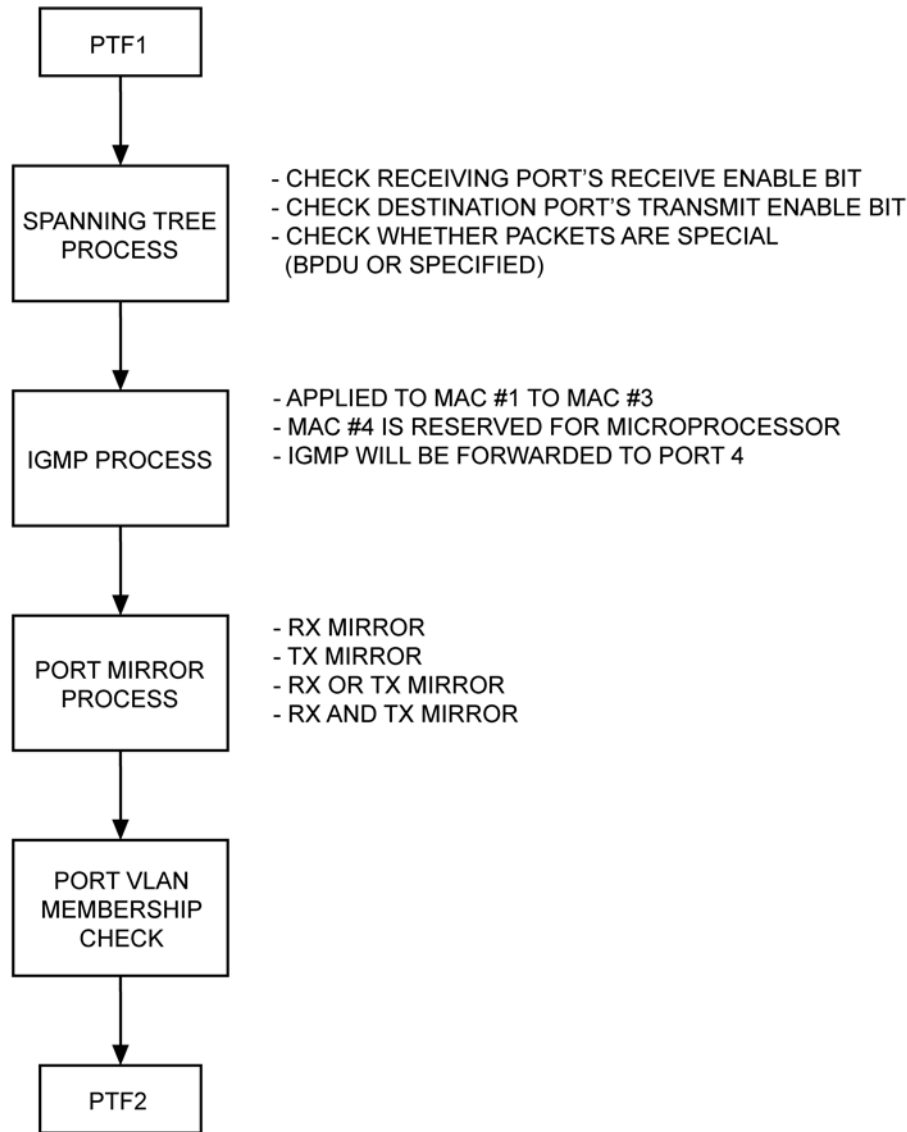 PTF1
SPANNING TREE
PROCESS
- CHECK RECEIVING PORT'S RECEIVE ENABLE BIT
- CHECK DESTINATION PORT'S TRANSMIT ENABLE BIT
- CHECK WHETHER PACKETS ARE SPECIAL
(BPDU OR SPECIFIED)
IGMP PROCESS
- APPLIED TO MAC #1 TO MAC #3
- MAC #4 IS RESERVED FOR MICROPROCESSOR
- IGMP WILL BE FORWARDED TO PORT 4
PORT MIRROR
PROCESS
- RX MIRROR
- TX MIRROR
- RX OR TX MIRROR
- RX AND TX MIRROR
PORT VLAN
MEMBERSHIP
CHECK
PTF2